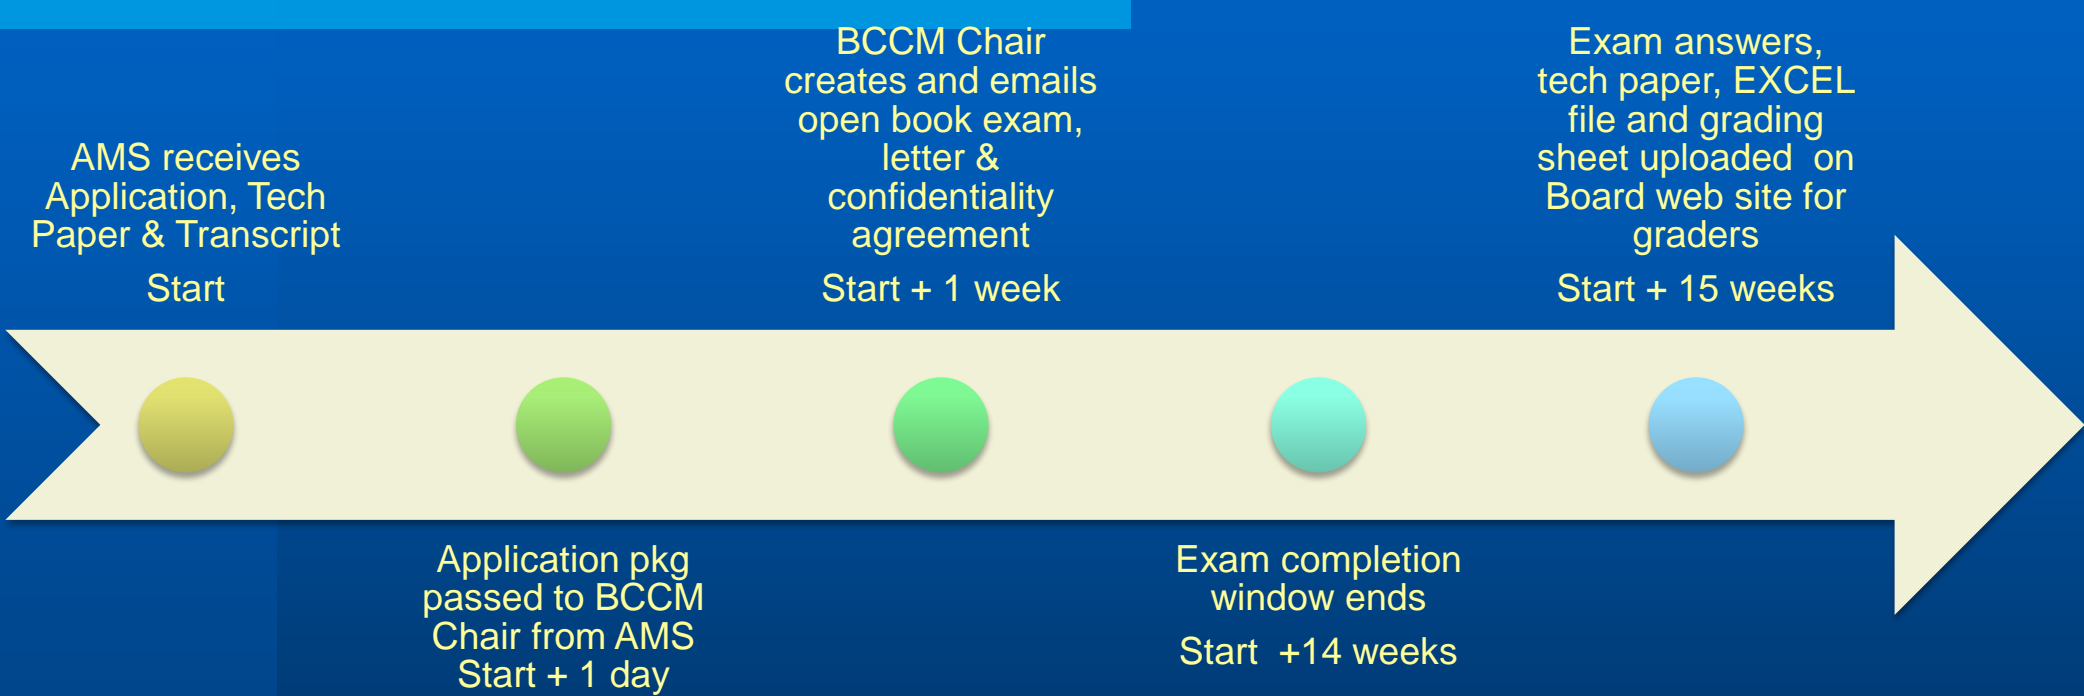 AMS receives
Application, Tech
Paper & Transcript
Start
Application pkg
passed to BCCM
Chair from AMS
Start + 1 day
BCCM Chair
creates and emails
open book exam,
letter &
confidentiality
agreement
Start + 1 week
Exam completion
window ends
Start  +14 weeks
Exam answers,
tech paper, EXCEL
file and grading
sheet uploaded  on
Board web site for
graders
Start + 15 weeks